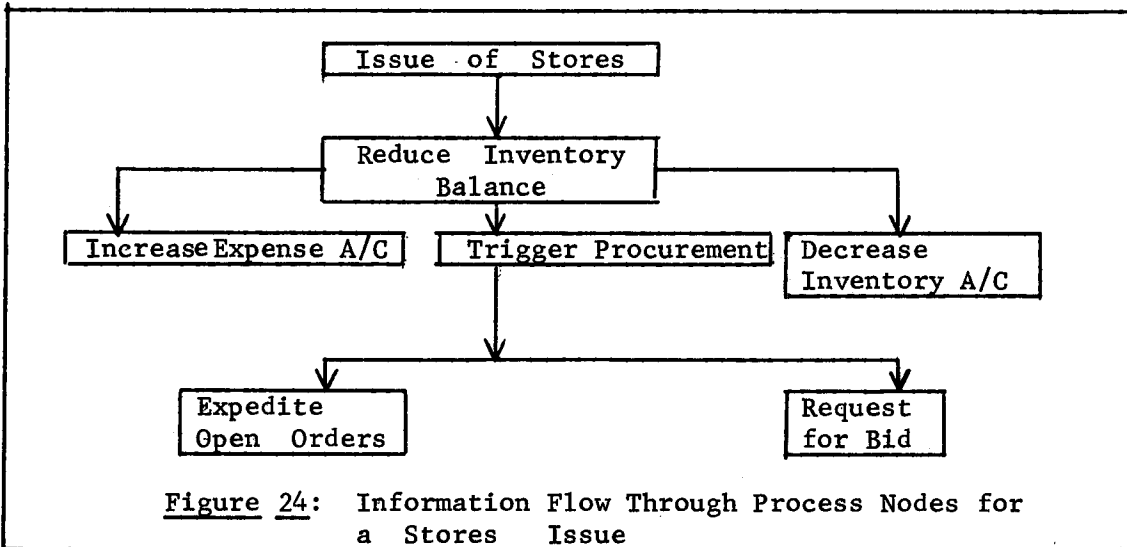 Issue of Stores
Reduce Inventory
Balance
Increase Expense A/C
Trigger Procurement
Decrease
Inventory A/C
Expedite
Open Orders
Request
for Bid
Figure 24: Information Flow Through Process Nodes for
a Stores Issue